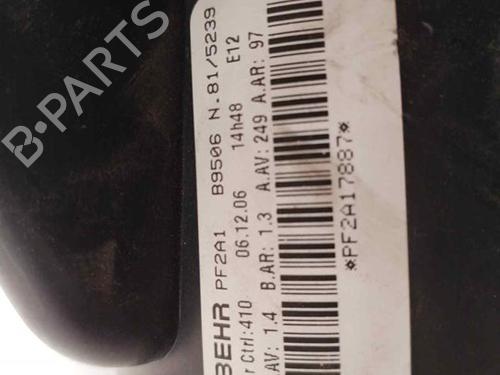 BEHR PF2A1 B9506 N.81/5239
r Ctrl:410 06.12.06 14h48 E12
AV: 1.4 B.AR: 1.3 A.AV: 249 A.AR: 97
*PF2A17887*
B-PARTS